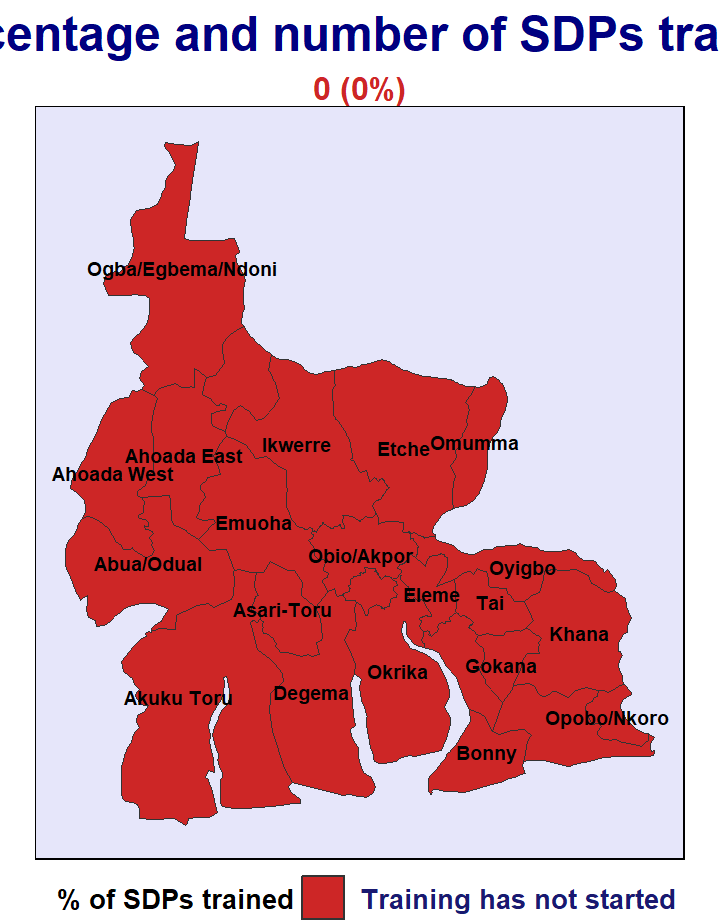 centage and number of SDPs tra
0 (0%)
Ogba/Egbema/Ndoni
Ikwerre
Etche
Omumma
Ahoada East
Ahoada West
Emuoha
Obio/Akpor
Abua/Odual
Oyigbo
Eleme
Tai
Asari-Toru
Khana
Gokana
Okrika
Degema
Akuku Toru
Opobo/Nkoro
Bonny
% of SDPs trained
Training has not started